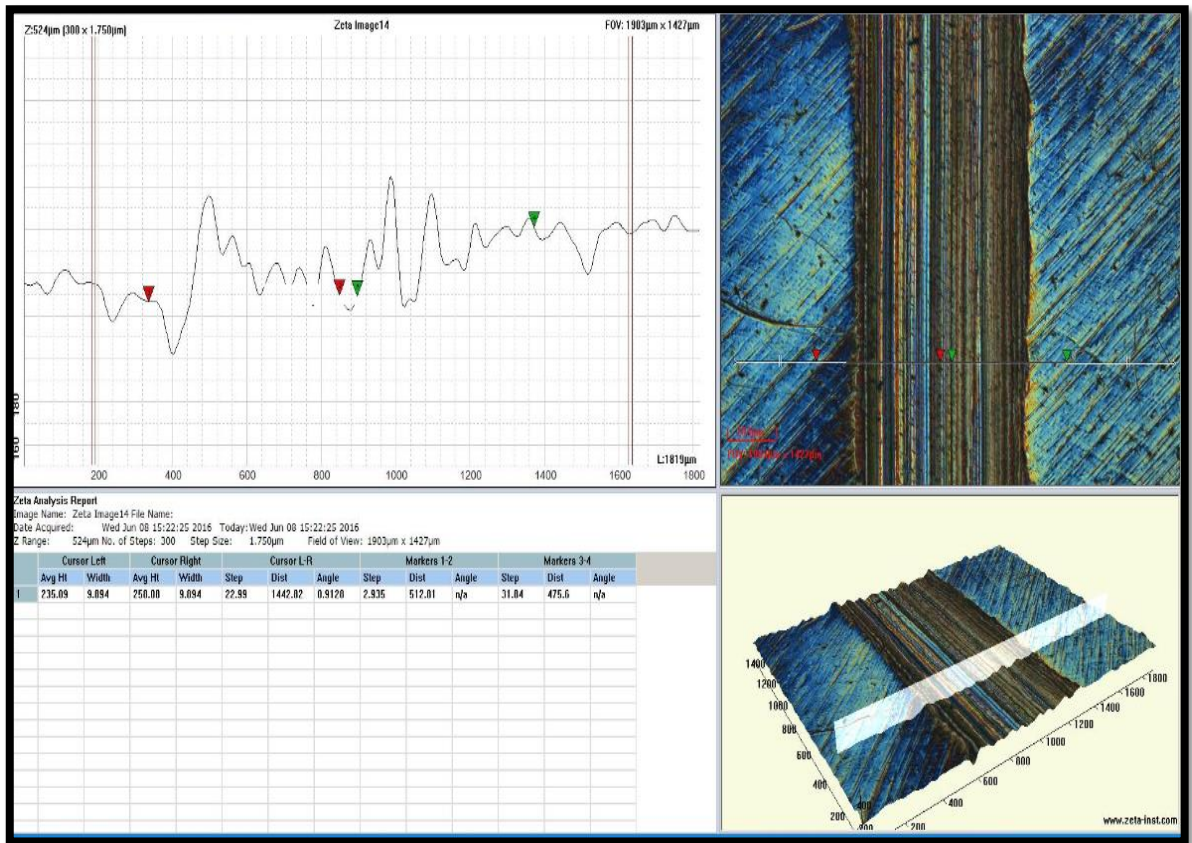 Z:524µm (300 x 1.750µm) Zeta Image14 FOV: 1903µm x 1427µm
180
160
L:1819µm
200 400 600 800 1000 1200 1400 1600 1800
Zeta Analysis Report
Image Name: Zeta Image14 File Name:
Date Acquired: Wed Jun 08 15:22:25 2016 Today: Wed Jun 08 15:22:25 2016
Z Range: 524µm No. of Steps: 300 Step Size: 1.750µm Field of View: 1903µm x 1427µm
Cursor Left Cursor Right Cursor L-R Markers 1-2 Markers 3-4
Avg Ht Width Avg Ht Width Step Dist Angle Step Dist Angle Step Dist Angle
1 235.09 9.094 258.08 9.094 22.99 1442.02 0.9120 2.935 512.01 n/a 31.04 475.6 n/a
1400
1200
1000
800
600
400
200
200
400
600
800
1000
1200
1400
1600
1800
www.zeta-inst.com